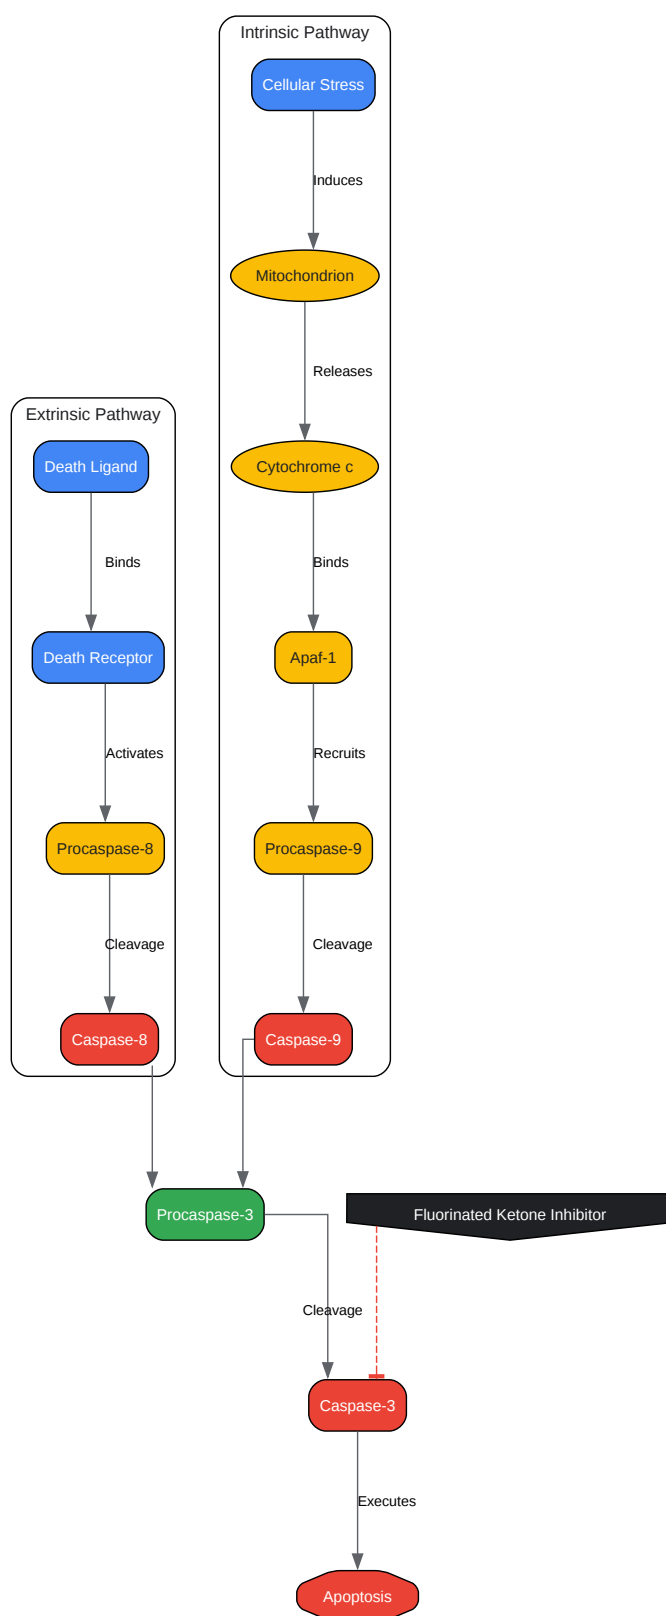 Intrinsic Pathway
Cellular Stress
Induces
Mitochondrion
Releases
Cytochrome c
Binds
Apaf-1
Recruits
Procaspase-9
Cleavage
Caspase-9
Extrinsic Pathway
Death Ligand
Binds
Death Receptor
Activates
Procaspase-8
Cleavage
Caspase-8
Procaspase-3
Fluorinated Ketone Inhibitor
Cleavage
Caspase-3
Executes
Apoptosis